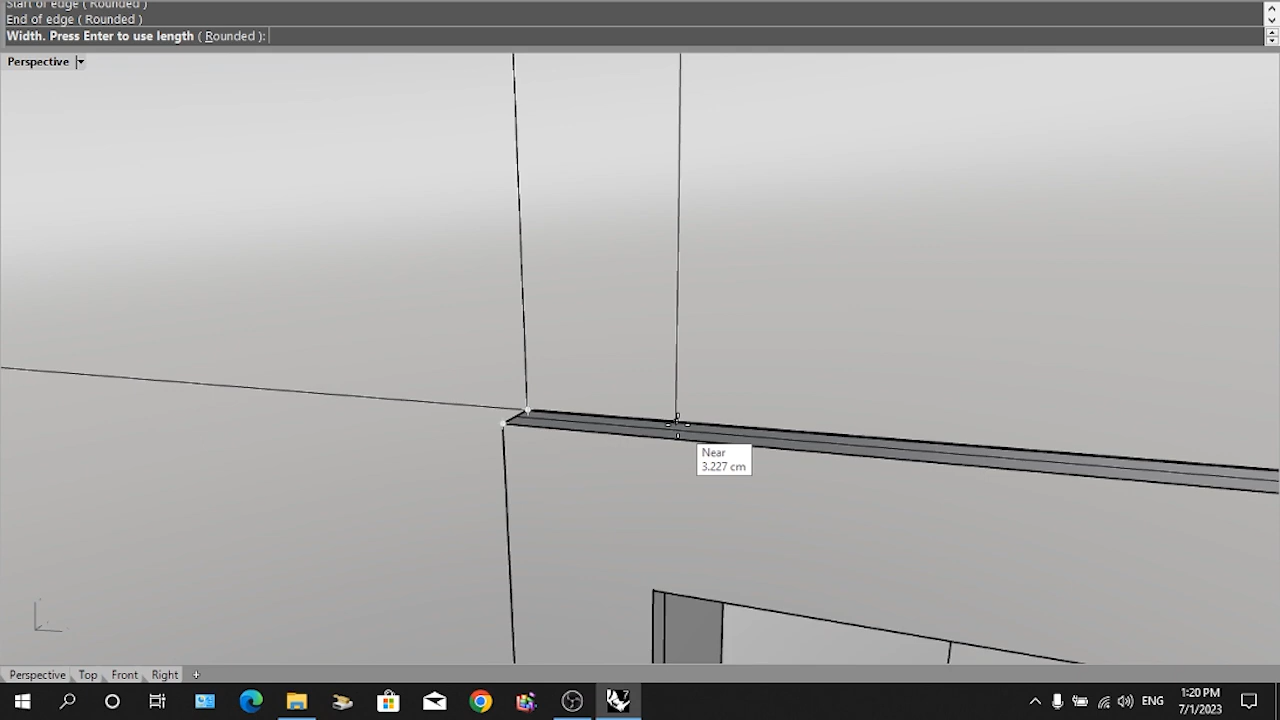 Start of edge ( Rounded )
End of edge ( Rounded )
Width. Press Enter to use length ( Rounded ):
Perspective
Near
3.227 cm
Perspective Top Front Right
7
ENG
1:20 PM
7/1/2023